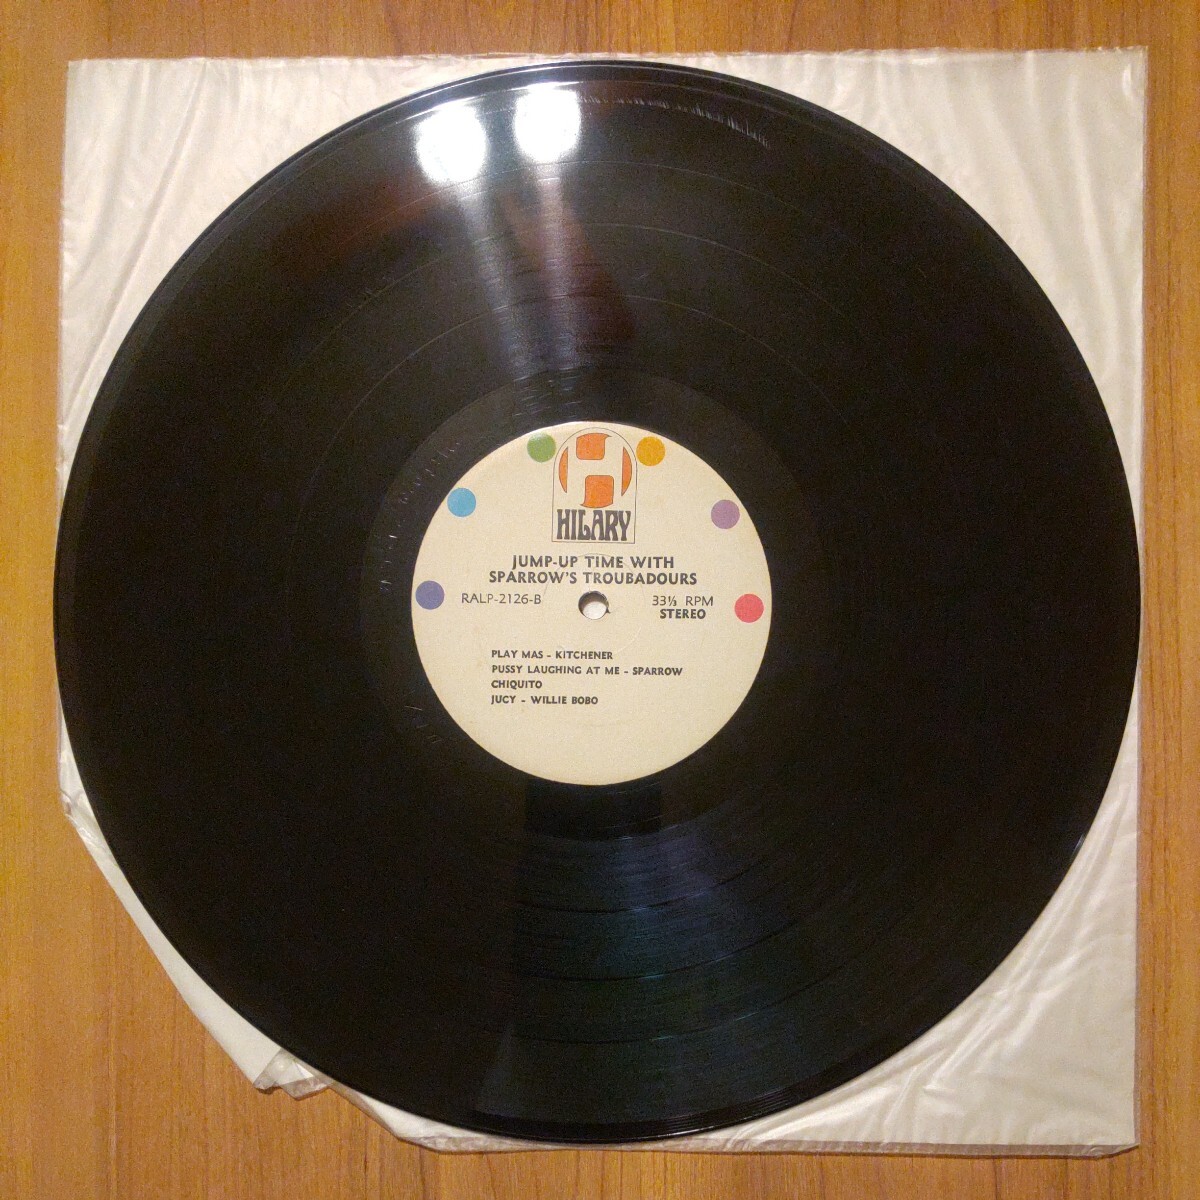 H
HILARY
JUMP-UP TIME WITH
SPARROW'S TROUBADOURS
RALP-2126-B 33⅓ RPM
STEREO
PLAY MAS - KITCHENER
PUSSY LAUGHING AT ME - SPARROW
CHIQUITO
JUCY - WILLIE BOBO